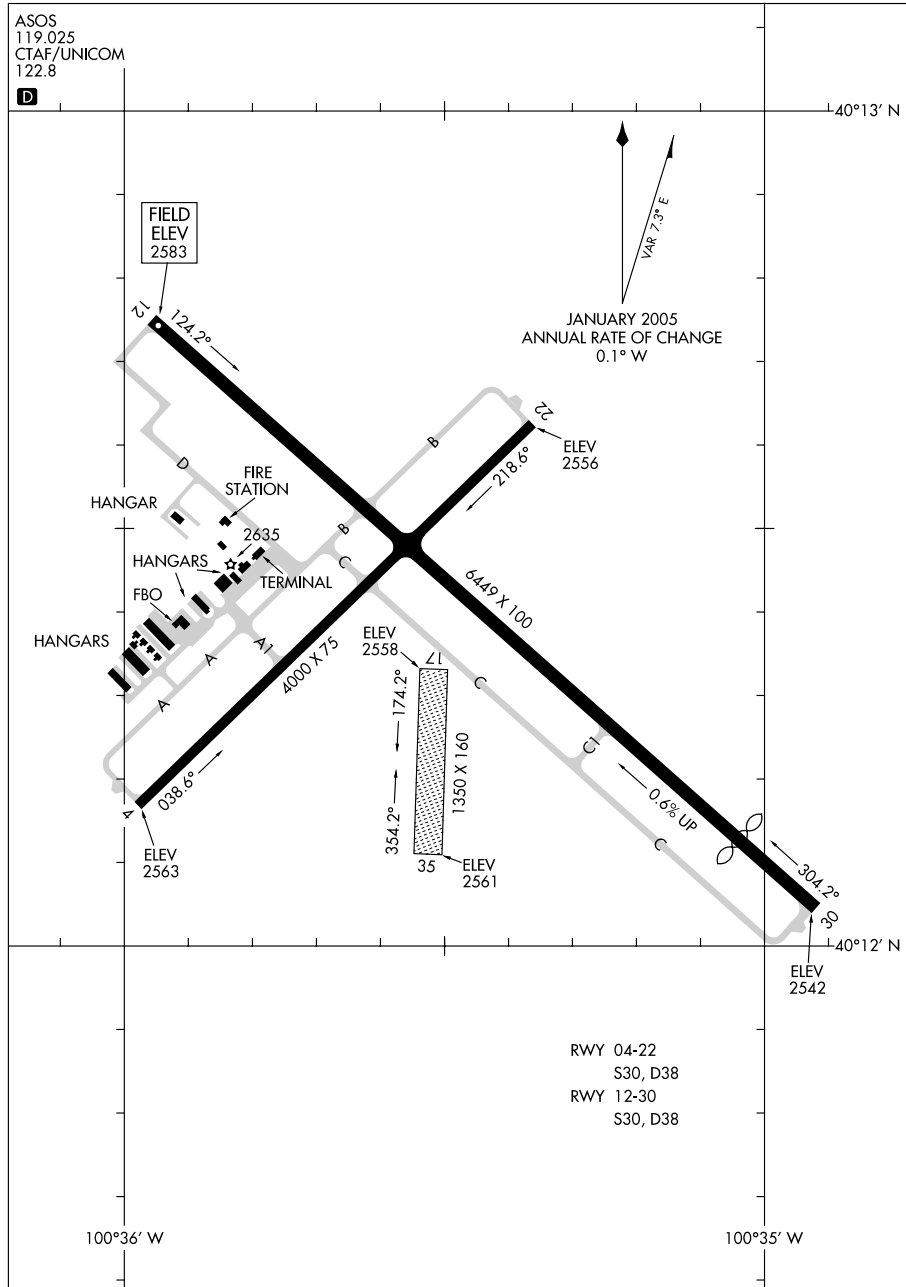 ASOS
119.025
CTAF/UNICOM
122.8
D
40°13' N
FIELD
ELEV
2583
VAR 7.3° E
JANUARY 2005
ANNUAL RATE OF CHANGE
0.1° W
12
124.2°
22
ELEV
2556
218.6°
B
D
FIRE
STATION
HANGAR
2635
B
C
HANGARS
TERMINAL
FBO
6449 X 100
HANGARS
A1
A
4000 X 75
ELEV
2558
17
174.2°
C
A
C1
1350 X 160
038.6°
354.2°
0.6% UP
4
C
ELEV
2563
35
ELEV
2561
304.2°
30
40°12' N
ELEV
2542
RWY 04-22
S30, D38
RWY 12-30
S30, D38
100°36' W
100°35' W